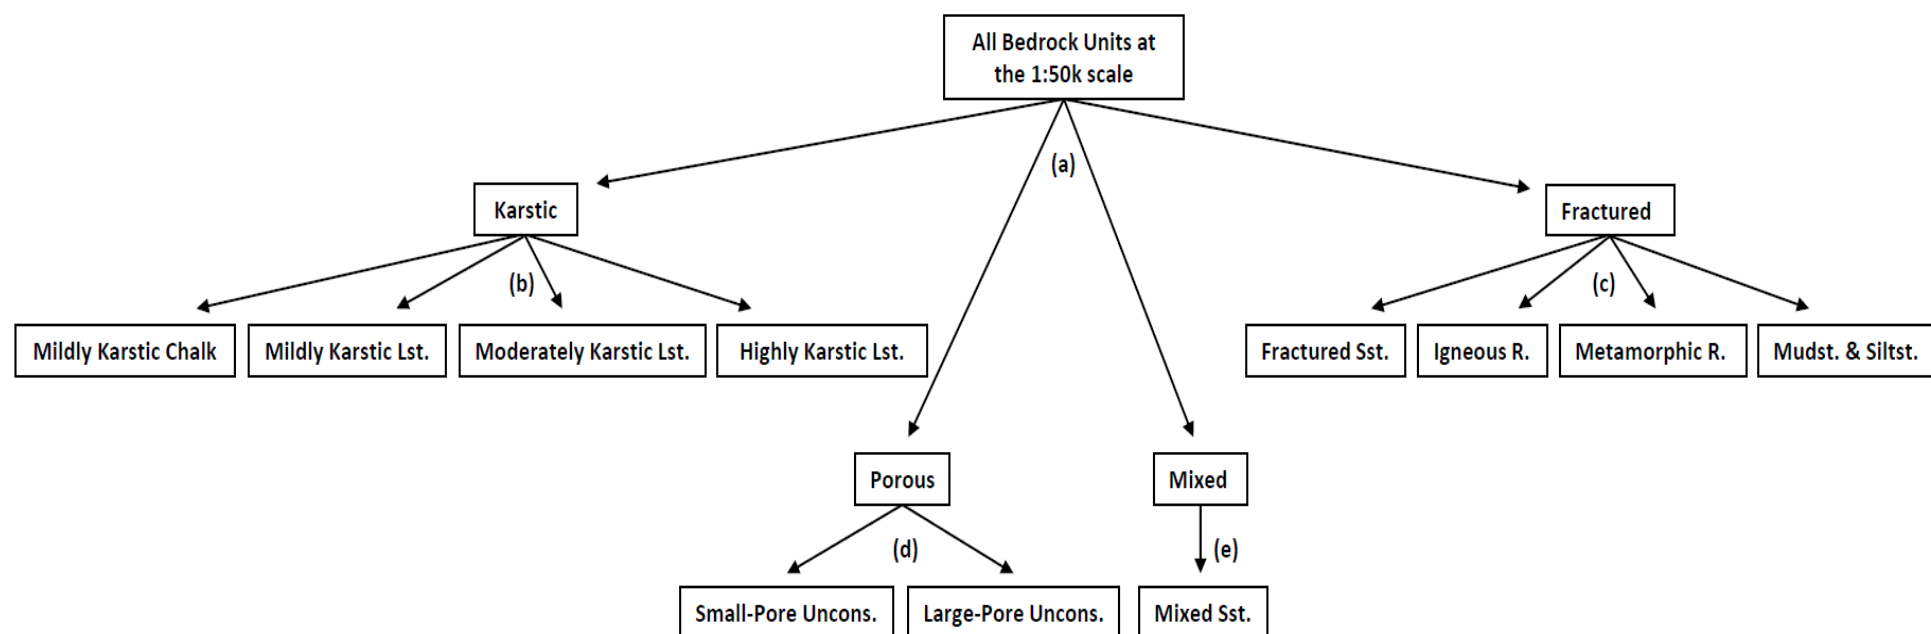 All Bedrock Units at
the 1:50k scale
(a)
Karstic
Fractured
(b)
(c)
Mildly Karstic Chalk
Mildly Karstic Lst.
Moderately Karstic Lst.
Highly Karstic Lst.
Fractured Sst.
Igneous R.
Metamorphic R.
Mudst. & Siltst.
Porous
Mixed
(d)
(e)
Small-Pore Uncons.
Large-Pore Uncons.
Mixed Sst.